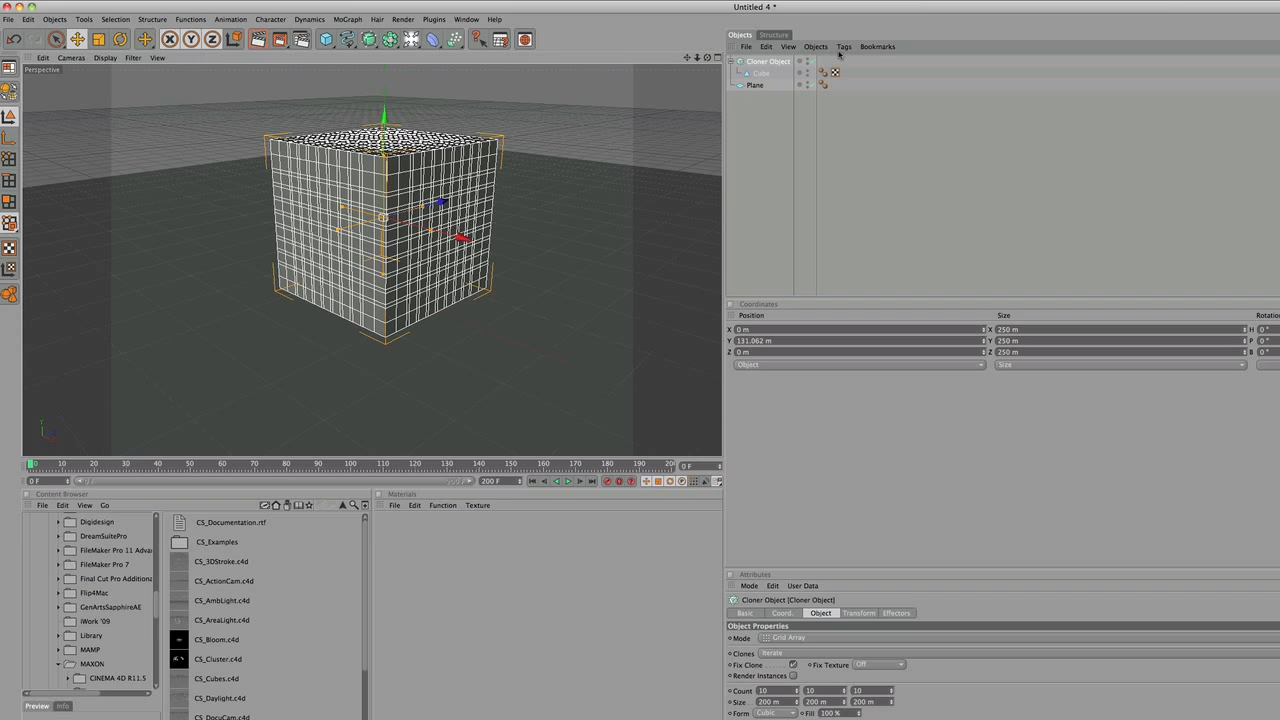 Untitled 4 *
File Edit Objects Tools Selection Structure Functions Animation Character Dynamics MoGraph Hair Render Plugins Window Help
Objects Structure
File Edit View Objects Tags Bookmarks
Edit Cameras Display Filter View
Perspective
Cloner Object
Cube
Plane
Coordinates
Position Size Rotation
X 0 m X 250 m H 0 °
Y 131.062 m Y 250 m P 0 °
Z 0 m Z 250 m B 0 °
Object Size
0 10 20 30 40 50 60 70 80 90 100 110 120 130 140 150 160 170 180 190 20 0 F
0 F 0 F 200 F 200 F
Content Browser
File Edit View Go
Digidesign
DreamSuitePro
FileMaker Pro 11 Adva
FileMaker Pro 7
Final Cut Pro Additiona
Flip4Mac
GenArtsSapphireAE
iWork '09
Library
MAMP
MAXON
CINEMA 4D R11.5
CS_Documentation.rtf
CS_Examples
CS_3DStroke.c4d
CS_ActionCam.c4d
CS_AmbLight.c4d
CS_AreaLight.c4d
CS_Bloom.c4d
CS_Cluster.c4d
CS_Cubes.c4d
CS_Daylight.c4d
CS_DocuCam.c4d
Preview Info
Materials
File Edit Function Texture
Attributes
Mode Edit User Data
Cloner Object [Cloner Object]
Basic Coord. Object Transform Effectors
Object Properties
Mode Grid Array
Clones Iterate
Fix Clone Fix Texture Off
Render Instances
Count 10 10 10
Size 200 m 200 m 200 m
Form Cubic Fill 100 %